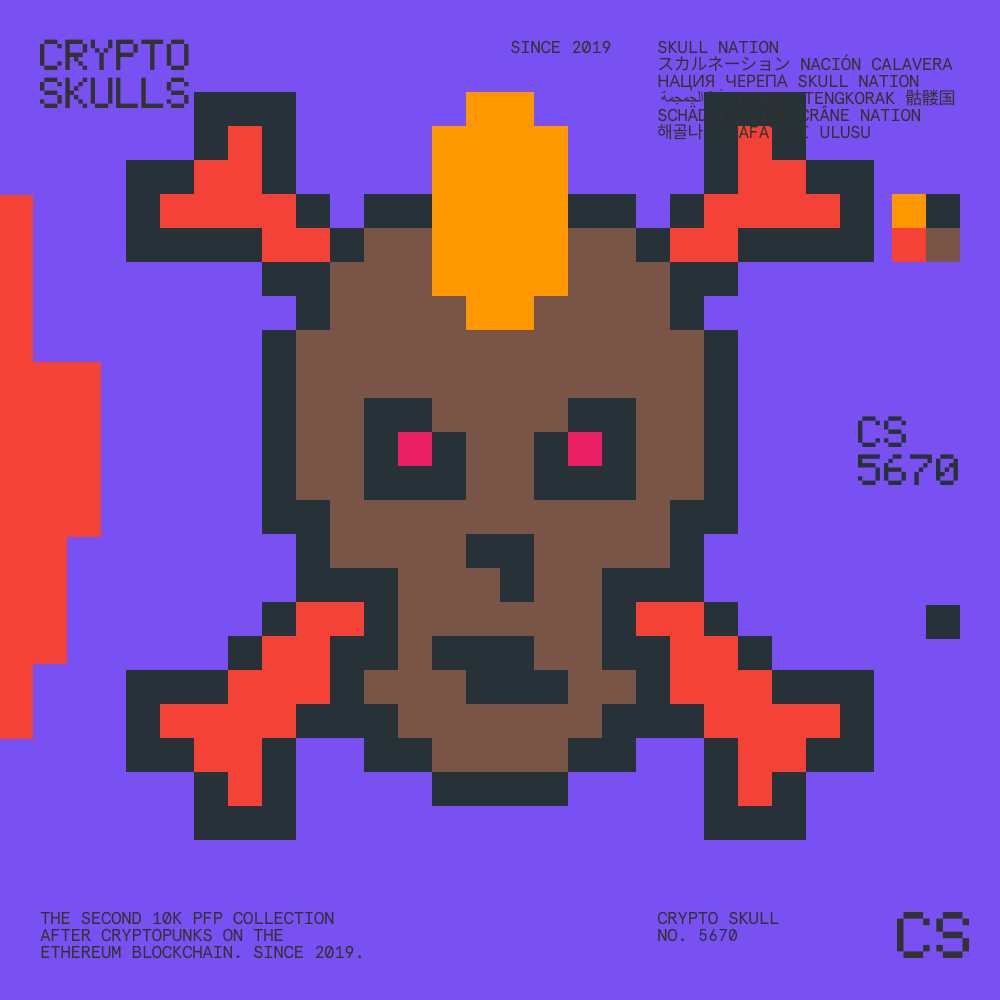 CRYPTO
SKULLS
SINCE 2019
SKULL NATION
スカルネーション NACIÓN CALAVERA
НАЦИЯ ЧЕРЕПА SKULL NATION
TENGKORAK 骷髅国
CRÂNE NATION
ULUSU
CS
5670
THE SECOND 10K PFP COLLECTION
AFTER CRYPTOPUNKS ON THE
ETHEREUM BLOCKCHAIN. SINCE 2019.
CRYPTO SKULL
NO. 5670
CS